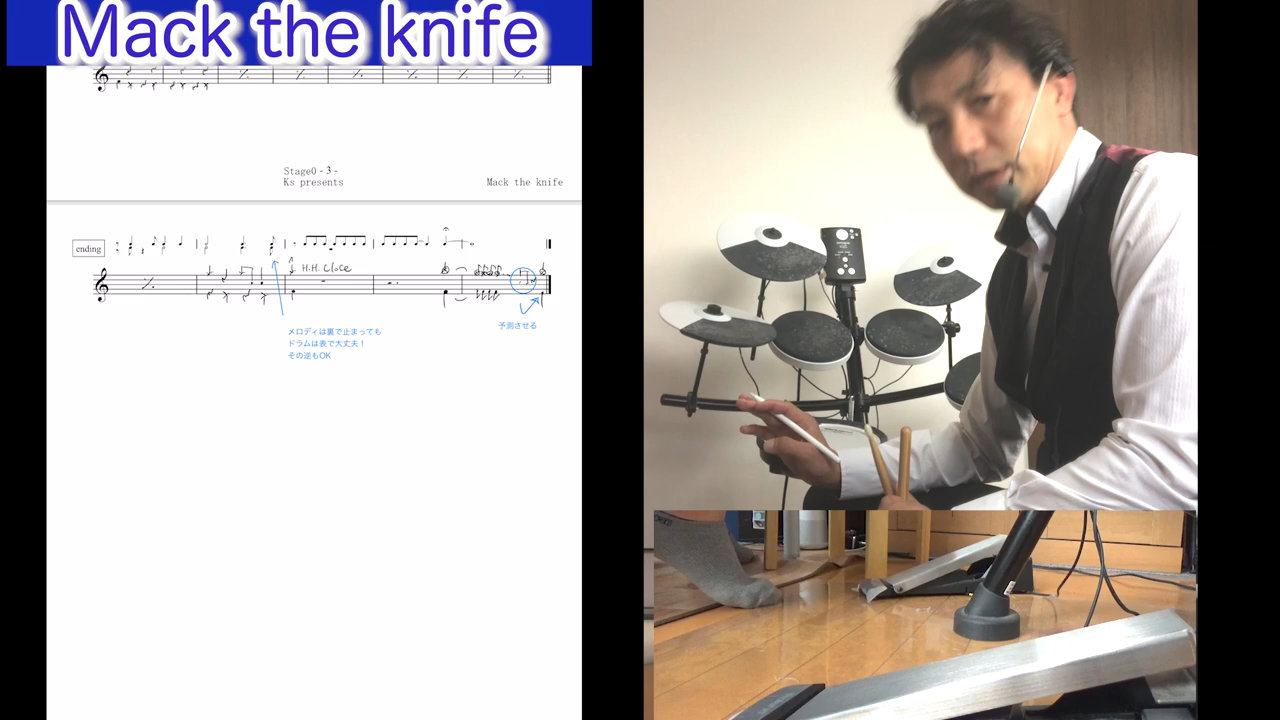 Mack the knife
Stage0 - 3 -
Ks presents
Mack the knife
ending
H.H. Close
メロディは裏で止まっても
ドラムは表で大丈夫！
その逆もOK
予測させる